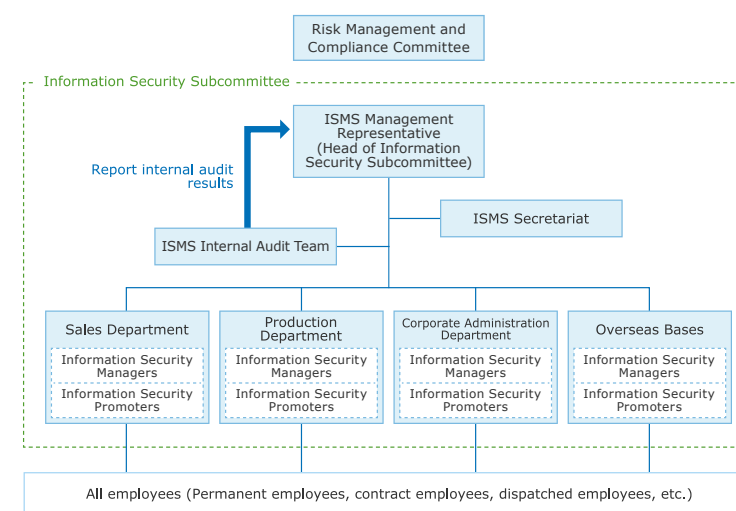 Risk Management and
Compliance Committee
Information Security Subcommittee
ISMS Management
Representative
(Head of Information
Security Subcommittee)
Report internal audit
results
ISMS Secretariat
ISMS Internal Audit Team
Sales Department
Information Security
Managers
Information Security
Promoters
Production
Department
Information Security
Managers
Information Security
Promoters
Corporate Administration
Department
Information Security
Managers
Information Security
Promoters
Overseas Bases
Information Security
Managers
Information Security
Promoters
All employees (Permanent employees, contract employees, dispatched employees, etc.)